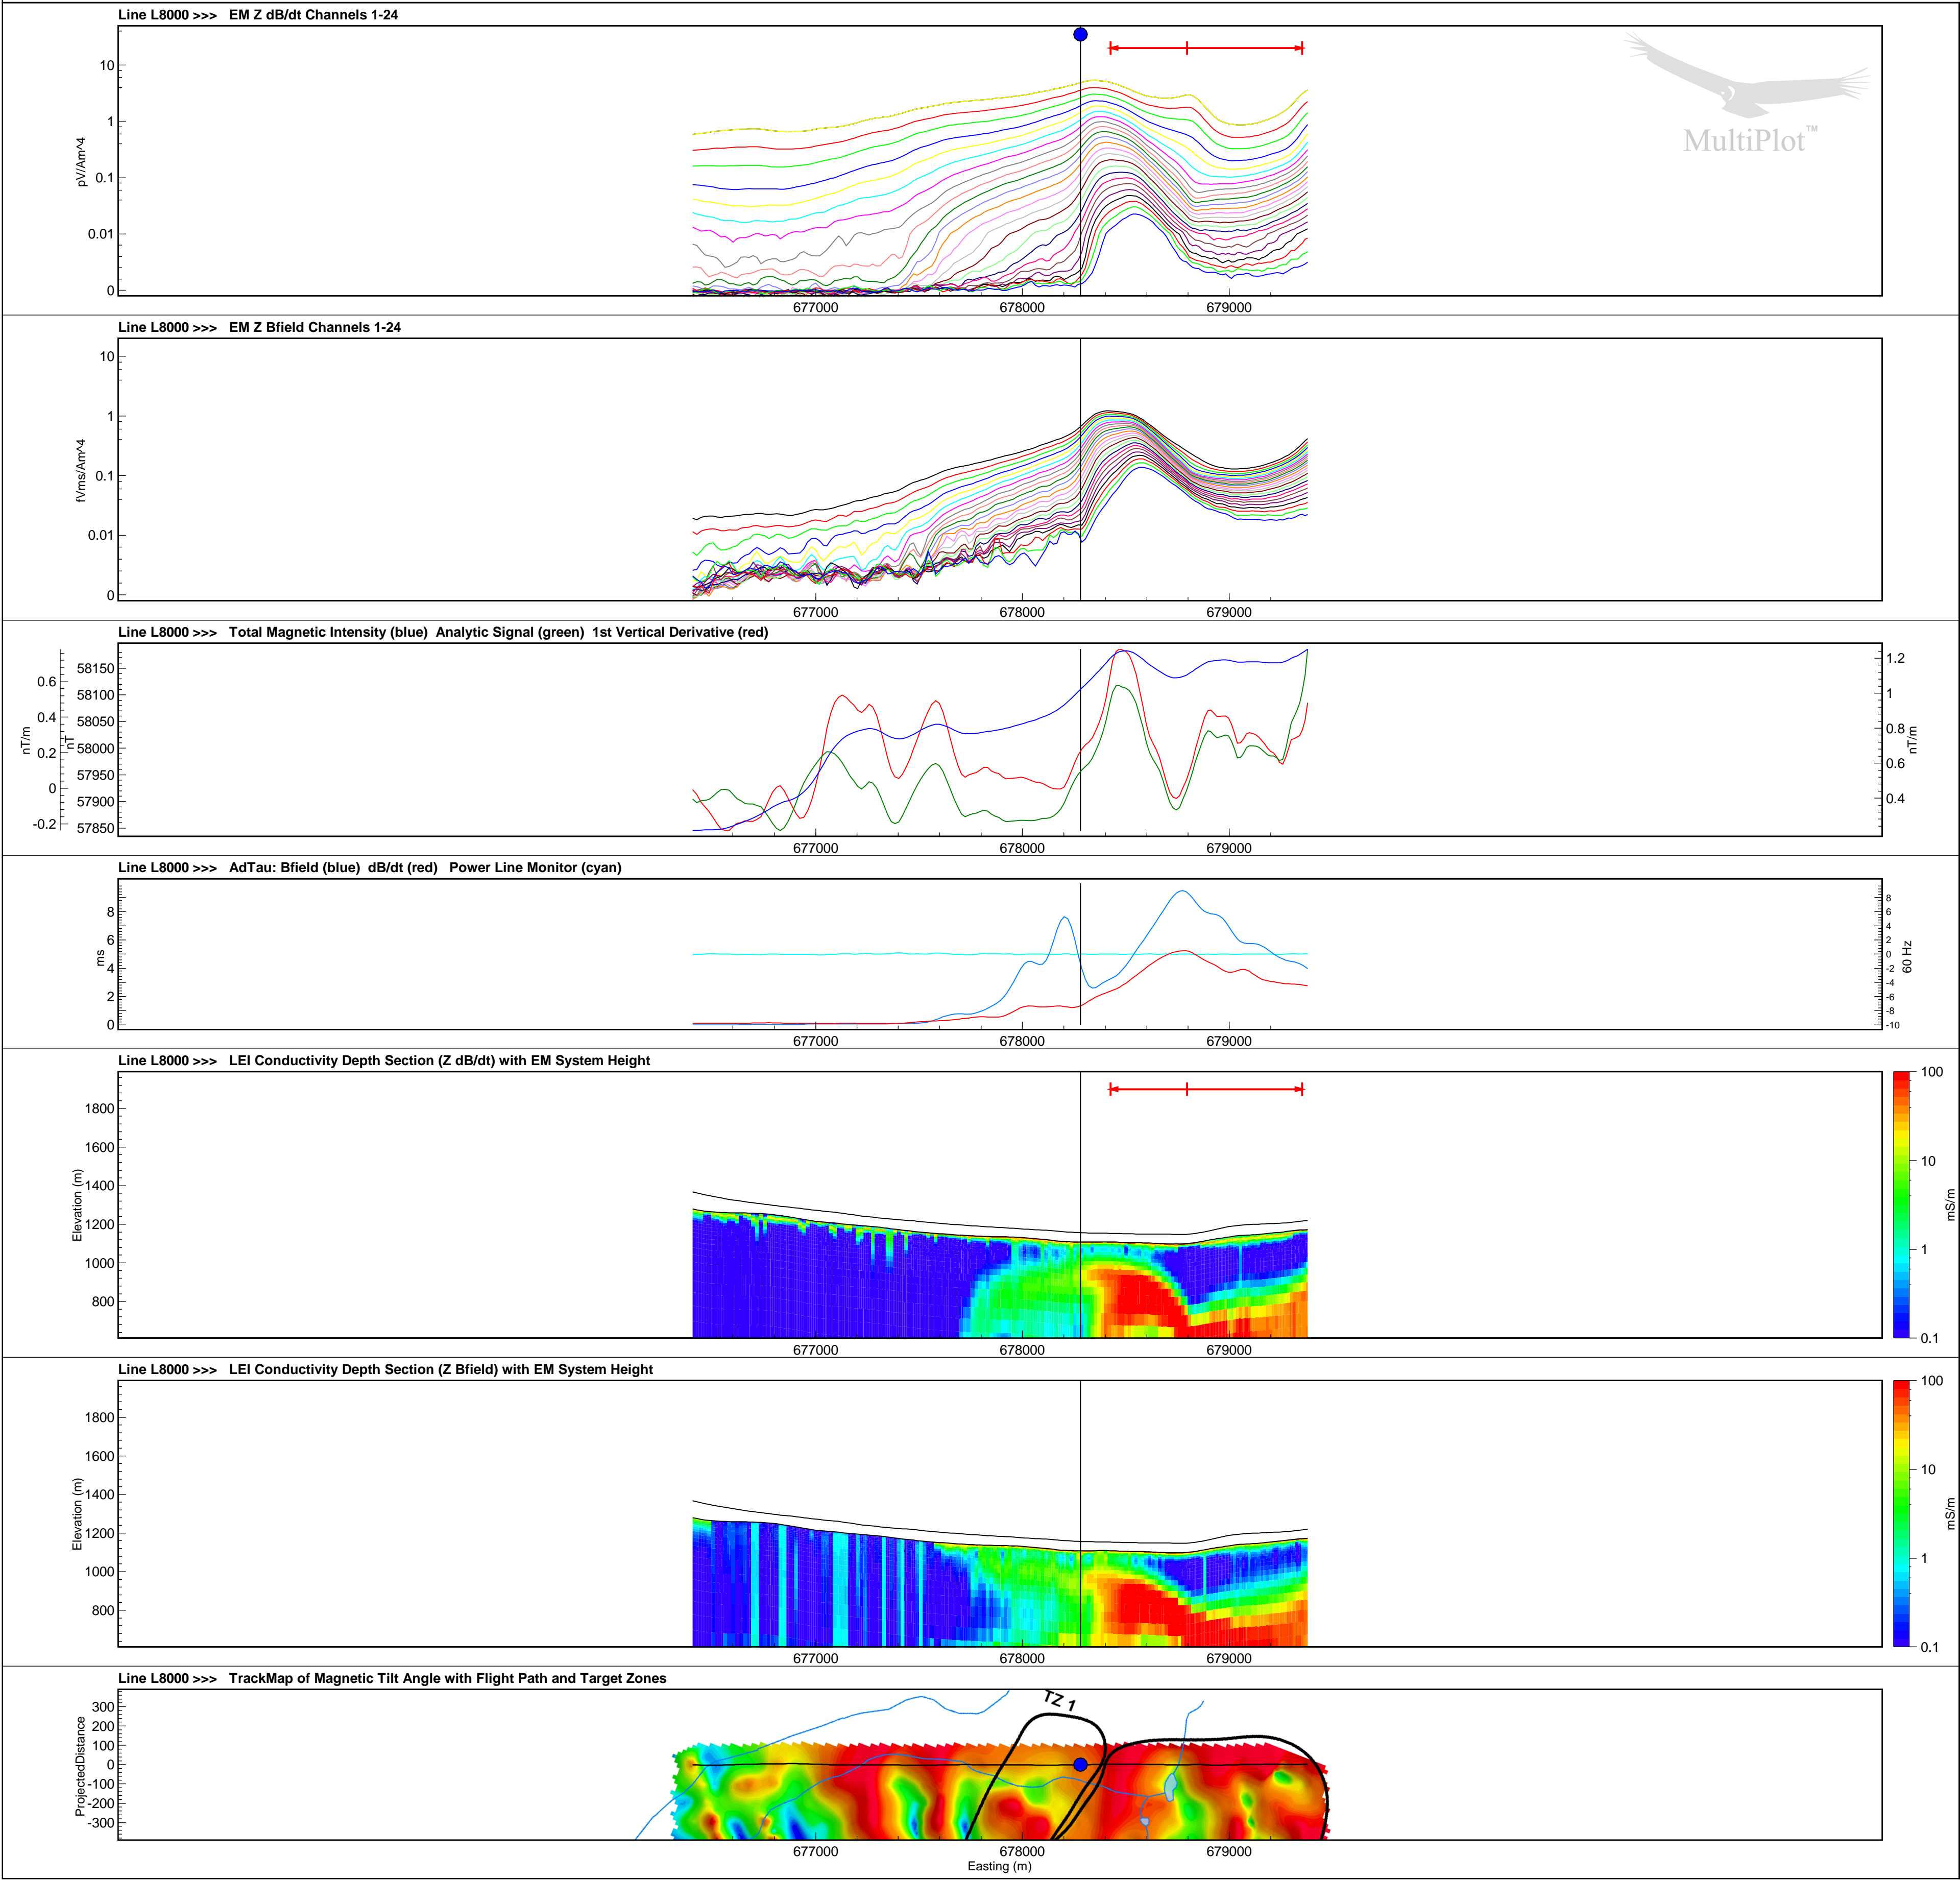 Line L8000 >>> EM Z dB/dt Channels 1-24
10
1
0.1
0.01
0
pV/Am^4
677000 678000 679000
MultiPlot™
Line L8000 >>> EM Z Bfield Channels 1-24
10
1
0.1
0.01
0
fVms/Am^4
677000 678000 679000
Line L8000 >>> Total Magnetic Intensity (blue) Analytic Signal (green) 1st Vertical Derivative (red)
0.6
0.4
0.2
0
-0.2
nT/m
58150
58100
58050
58000
57950
57900
57850
nT
1.2
1
0.8
0.6
0.4
nT/m
677000 678000 679000
Line L8000 >>> AdTau: Bfield (blue) dB/dt (red) Power Line Monitor (cyan)
8
6
4
2
0
ms
8
6
4
2
0
-2
-4
-6
-8
-10
60 Hz
677000 678000 679000
Line L8000 >>> LEI Conductivity Depth Section (Z dB/dt) with EM System Height
1800
1600
1400
1200
1000
800
Elevation (m)
100
10
1
0.1
mS/m
677000 678000 679000
Line L8000 >>> LEI Conductivity Depth Section (Z Bfield) with EM System Height
1800
1600
1400
1200
1000
800
Elevation (m)
100
10
1
0.1
mS/m
677000 678000 679000
Line L8000 >>> TrackMap of Magnetic Tilt Angle with Flight Path and Target Zones
300
200
100
0
-100
-200
-300
ProjectedDistance
TZ 1
677000 678000 679000
Easting (m)